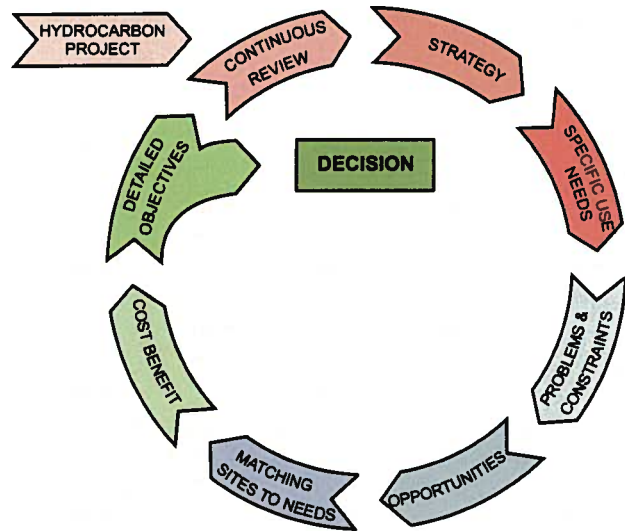 HYDROCARBON
PROJECT
CONTINUOUS
REVIEW
STRATEGY
SPECIFIC USE
NEEDS
PROBLEMS &
CONSTRAINTS
OPPORTUNITIES
MATCHING
SITES TO NEEDS
COST BENEFIT
DETAILED
OBJECTIVES
DECISION